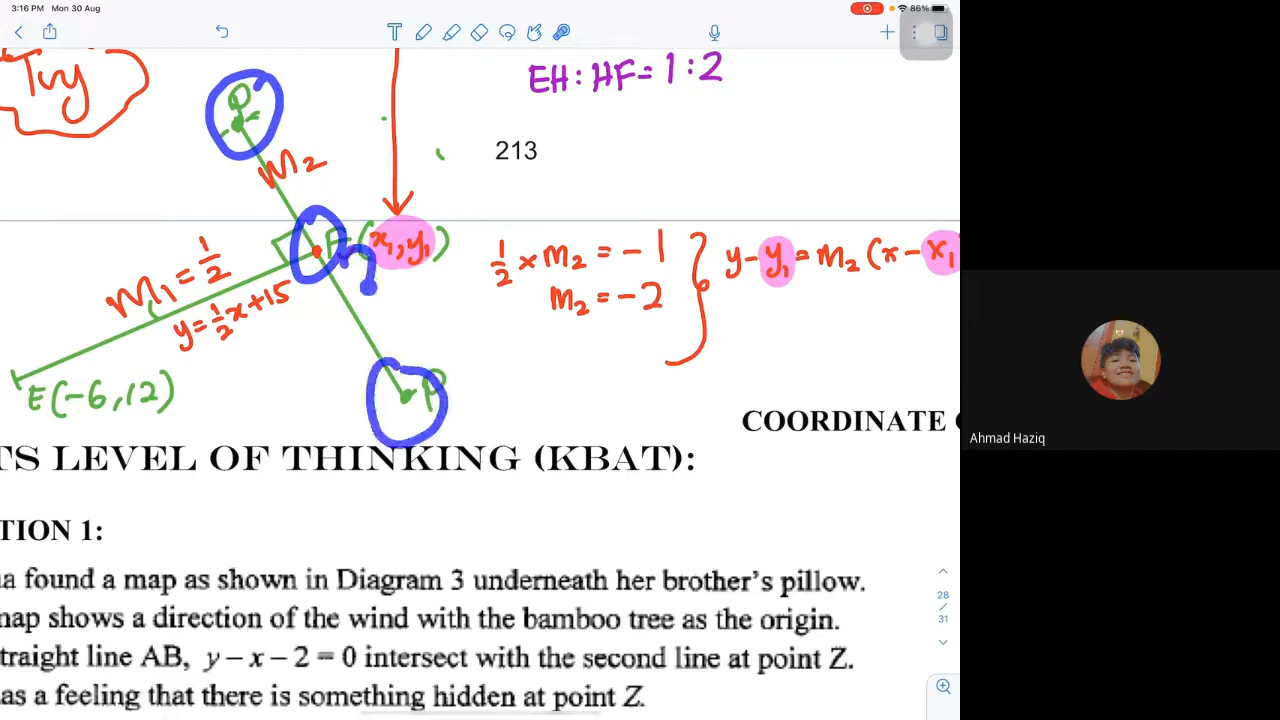 3:16 PM Mon 30 Aug
86%
Try
EH : HF = 1 : 2
213
P
m₂
F (x₁, y₁)
m₁ = 1/2
y = 1/2x + 15
E(-6, 12)
P
1/2 × m₂ = -1
m₂ = -2
y - y₁ = m₂ (x - x₁
COORDINATE
TS LEVEL OF THINKING (KBAT):
TION 1:
a found a map as shown in Diagram 3 underneath her brother's pillow.
map shows a direction of the wind with the bamboo tree as the origin.
traight line AB, y – x – 2 = 0 intersect with the second line at point Z.
as a feeling that there is something hidden at point Z.
28
/
31
Ahmad Haziq